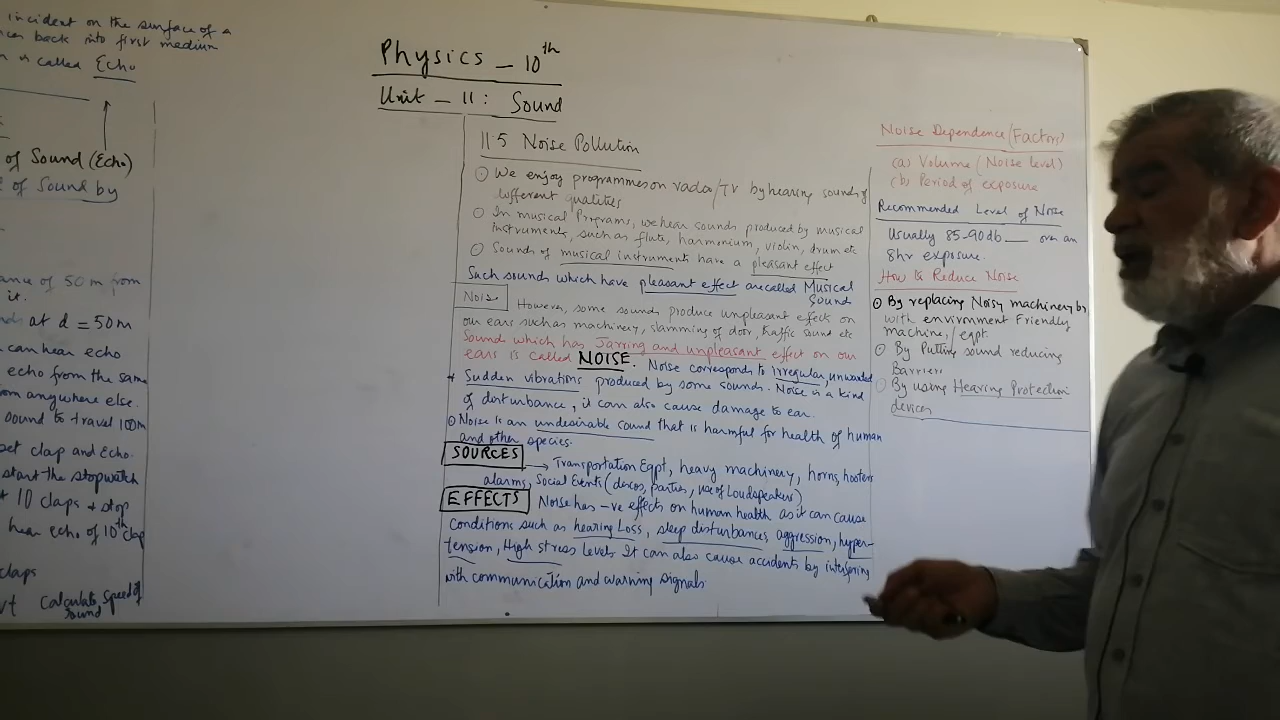 incident on the surface of a
back into first medium
is called Echo
of Sound (Echo)
of Sound by
ance of 50 m from
it.
at d = 50m
can hear echo
echo from the same
anywhere else.
sound to travel 100m
clap and Echo.
start the stopwatch
10 claps + stop
hear echo of 10th clap
claps
vt Calculate Speed of
sound
Physics - 10th
Unit - 11: Sound
11.5 Noise Pollution
We enjoy programmes on radio/TV by hearing sounds of
different qualities
In musical Programs, we hear sounds produced by musical
instruments, such as flute, harmonium, violin, drum etc
Sounds of musical instruments have a pleasant effect
Such sounds which have pleasant effect are called Musical
Sound
Noise However, some sounds produce unpleasant effect on
our ears such as machinery, slamming of door, traffic sound etc
Sound which has Jarring and unpleasant effect on our
ears is called NOISE. Noise corresponds to irregular, unwanted
+ Sudden vibrations produced by some sounds. Noise is a kind
of disturbance, it can also cause damage to ear.
Noise is an undesirable sound that is harmful for health of human
and other species.
SOURCES → Transportation Eqpt, heavy machinery, horns, hooters
alarms, Social Events (discos, parties, use of Loudspeakers)
EFFECTS Noise has -ve effects on human health as it can cause
Conditions such as hearing Loss, sleep disturbances aggression, hyper-
tension, High stress levels It can also cause accidents by interfering
with communication and warning signals
Noise Dependence/(Factors)
(a) Volume (Noise level)
(b) Period of exposure
Recommended Level of Noise
Usually 85-90db __ over an
8hr exposure.
How to Reduce Noise
By replacing Noisy machinery by
with environment Friendly
machine/eqpt.
By Putting sound reducing
Barriers
By using Hearing Protection
devices